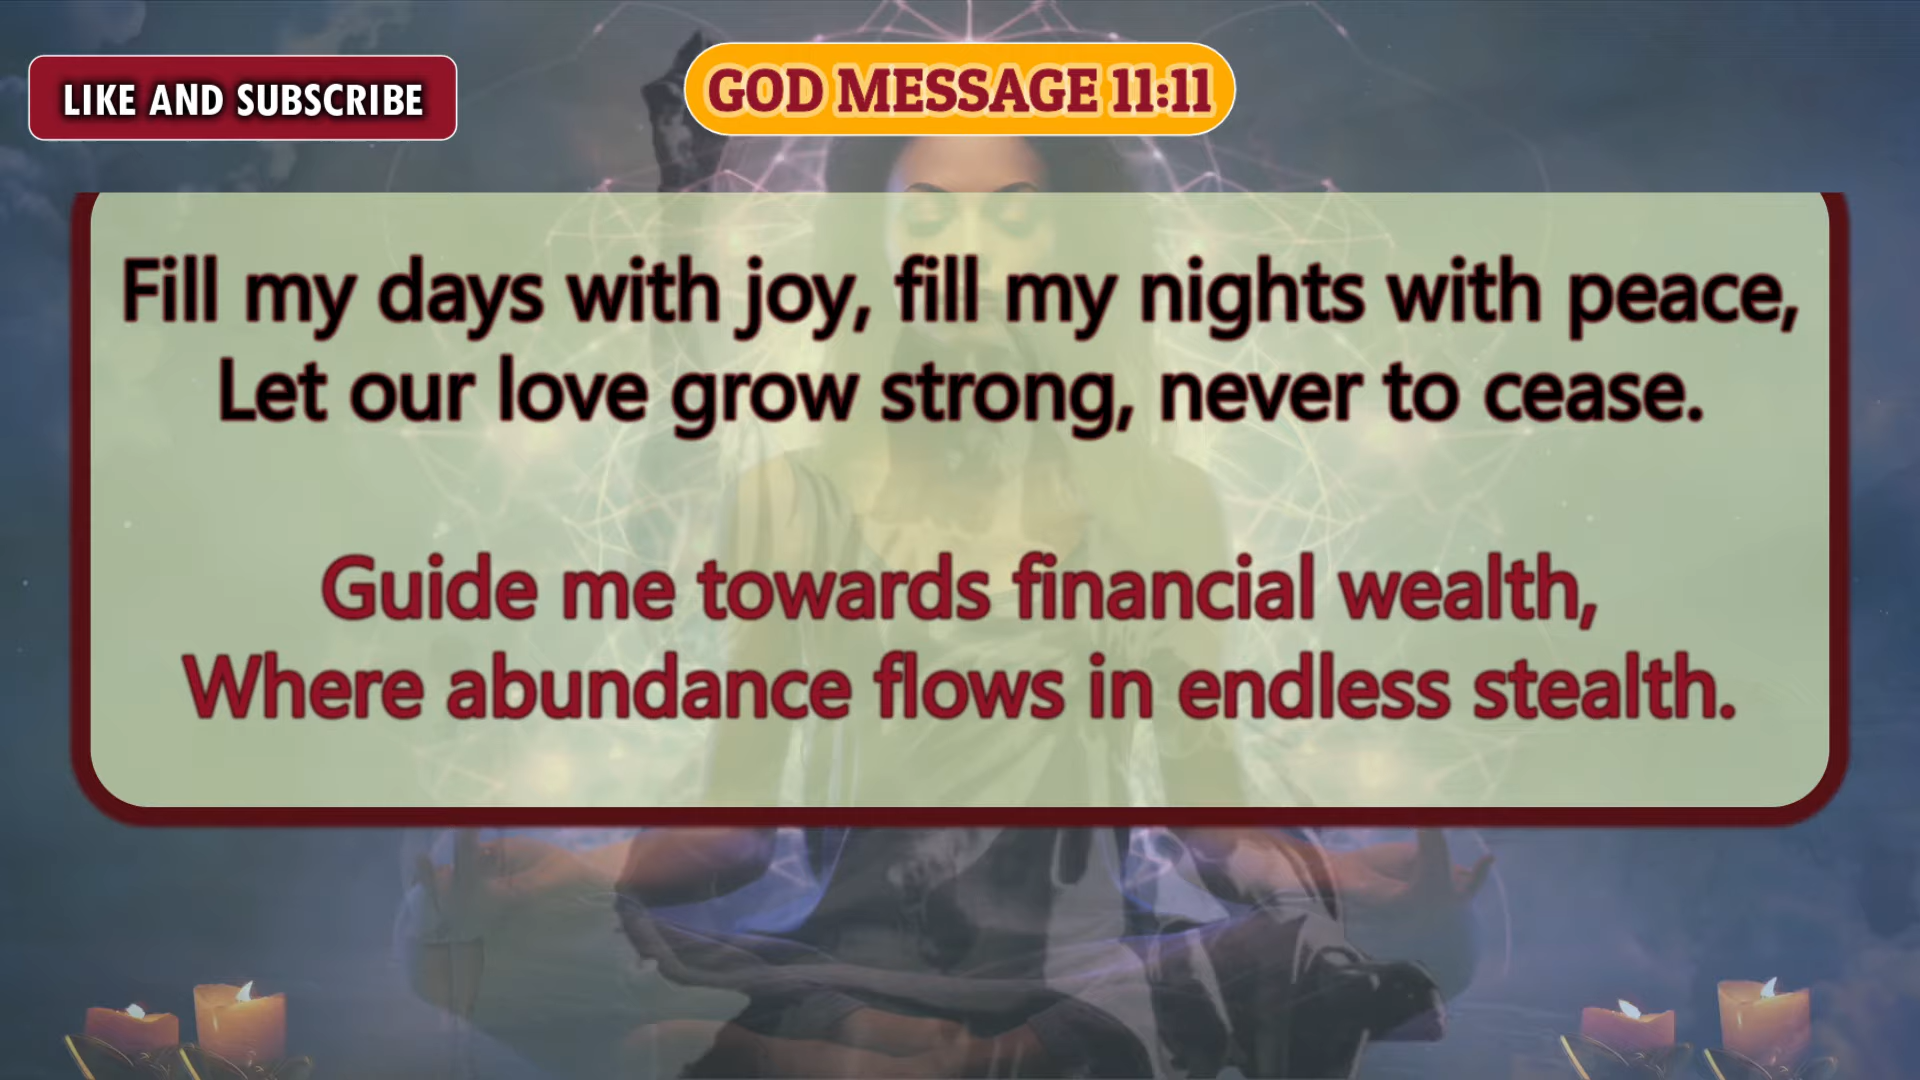 LIKE AND SUBSCRIBE
GOD MESSAGE 11:11
Fill my days with joy, fill my nights with peace,
Let our love grow strong, never to cease.
Guide me towards financial wealth,
Where abundance flows in endless stealth.